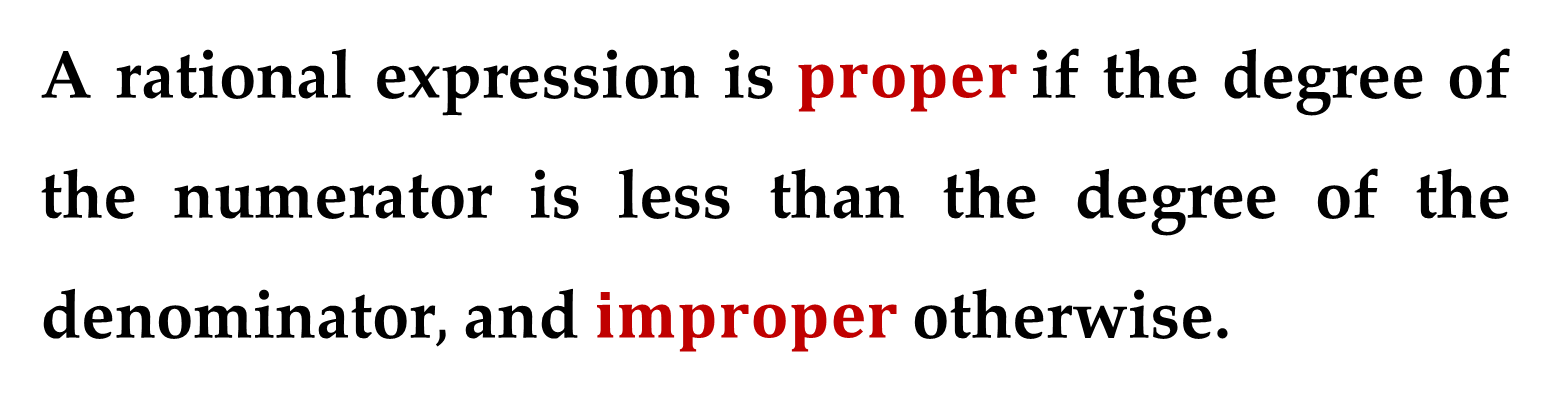 A rational expression is proper if the degree of
the numerator is less than the degree of the
denominator, and improper otherwise.